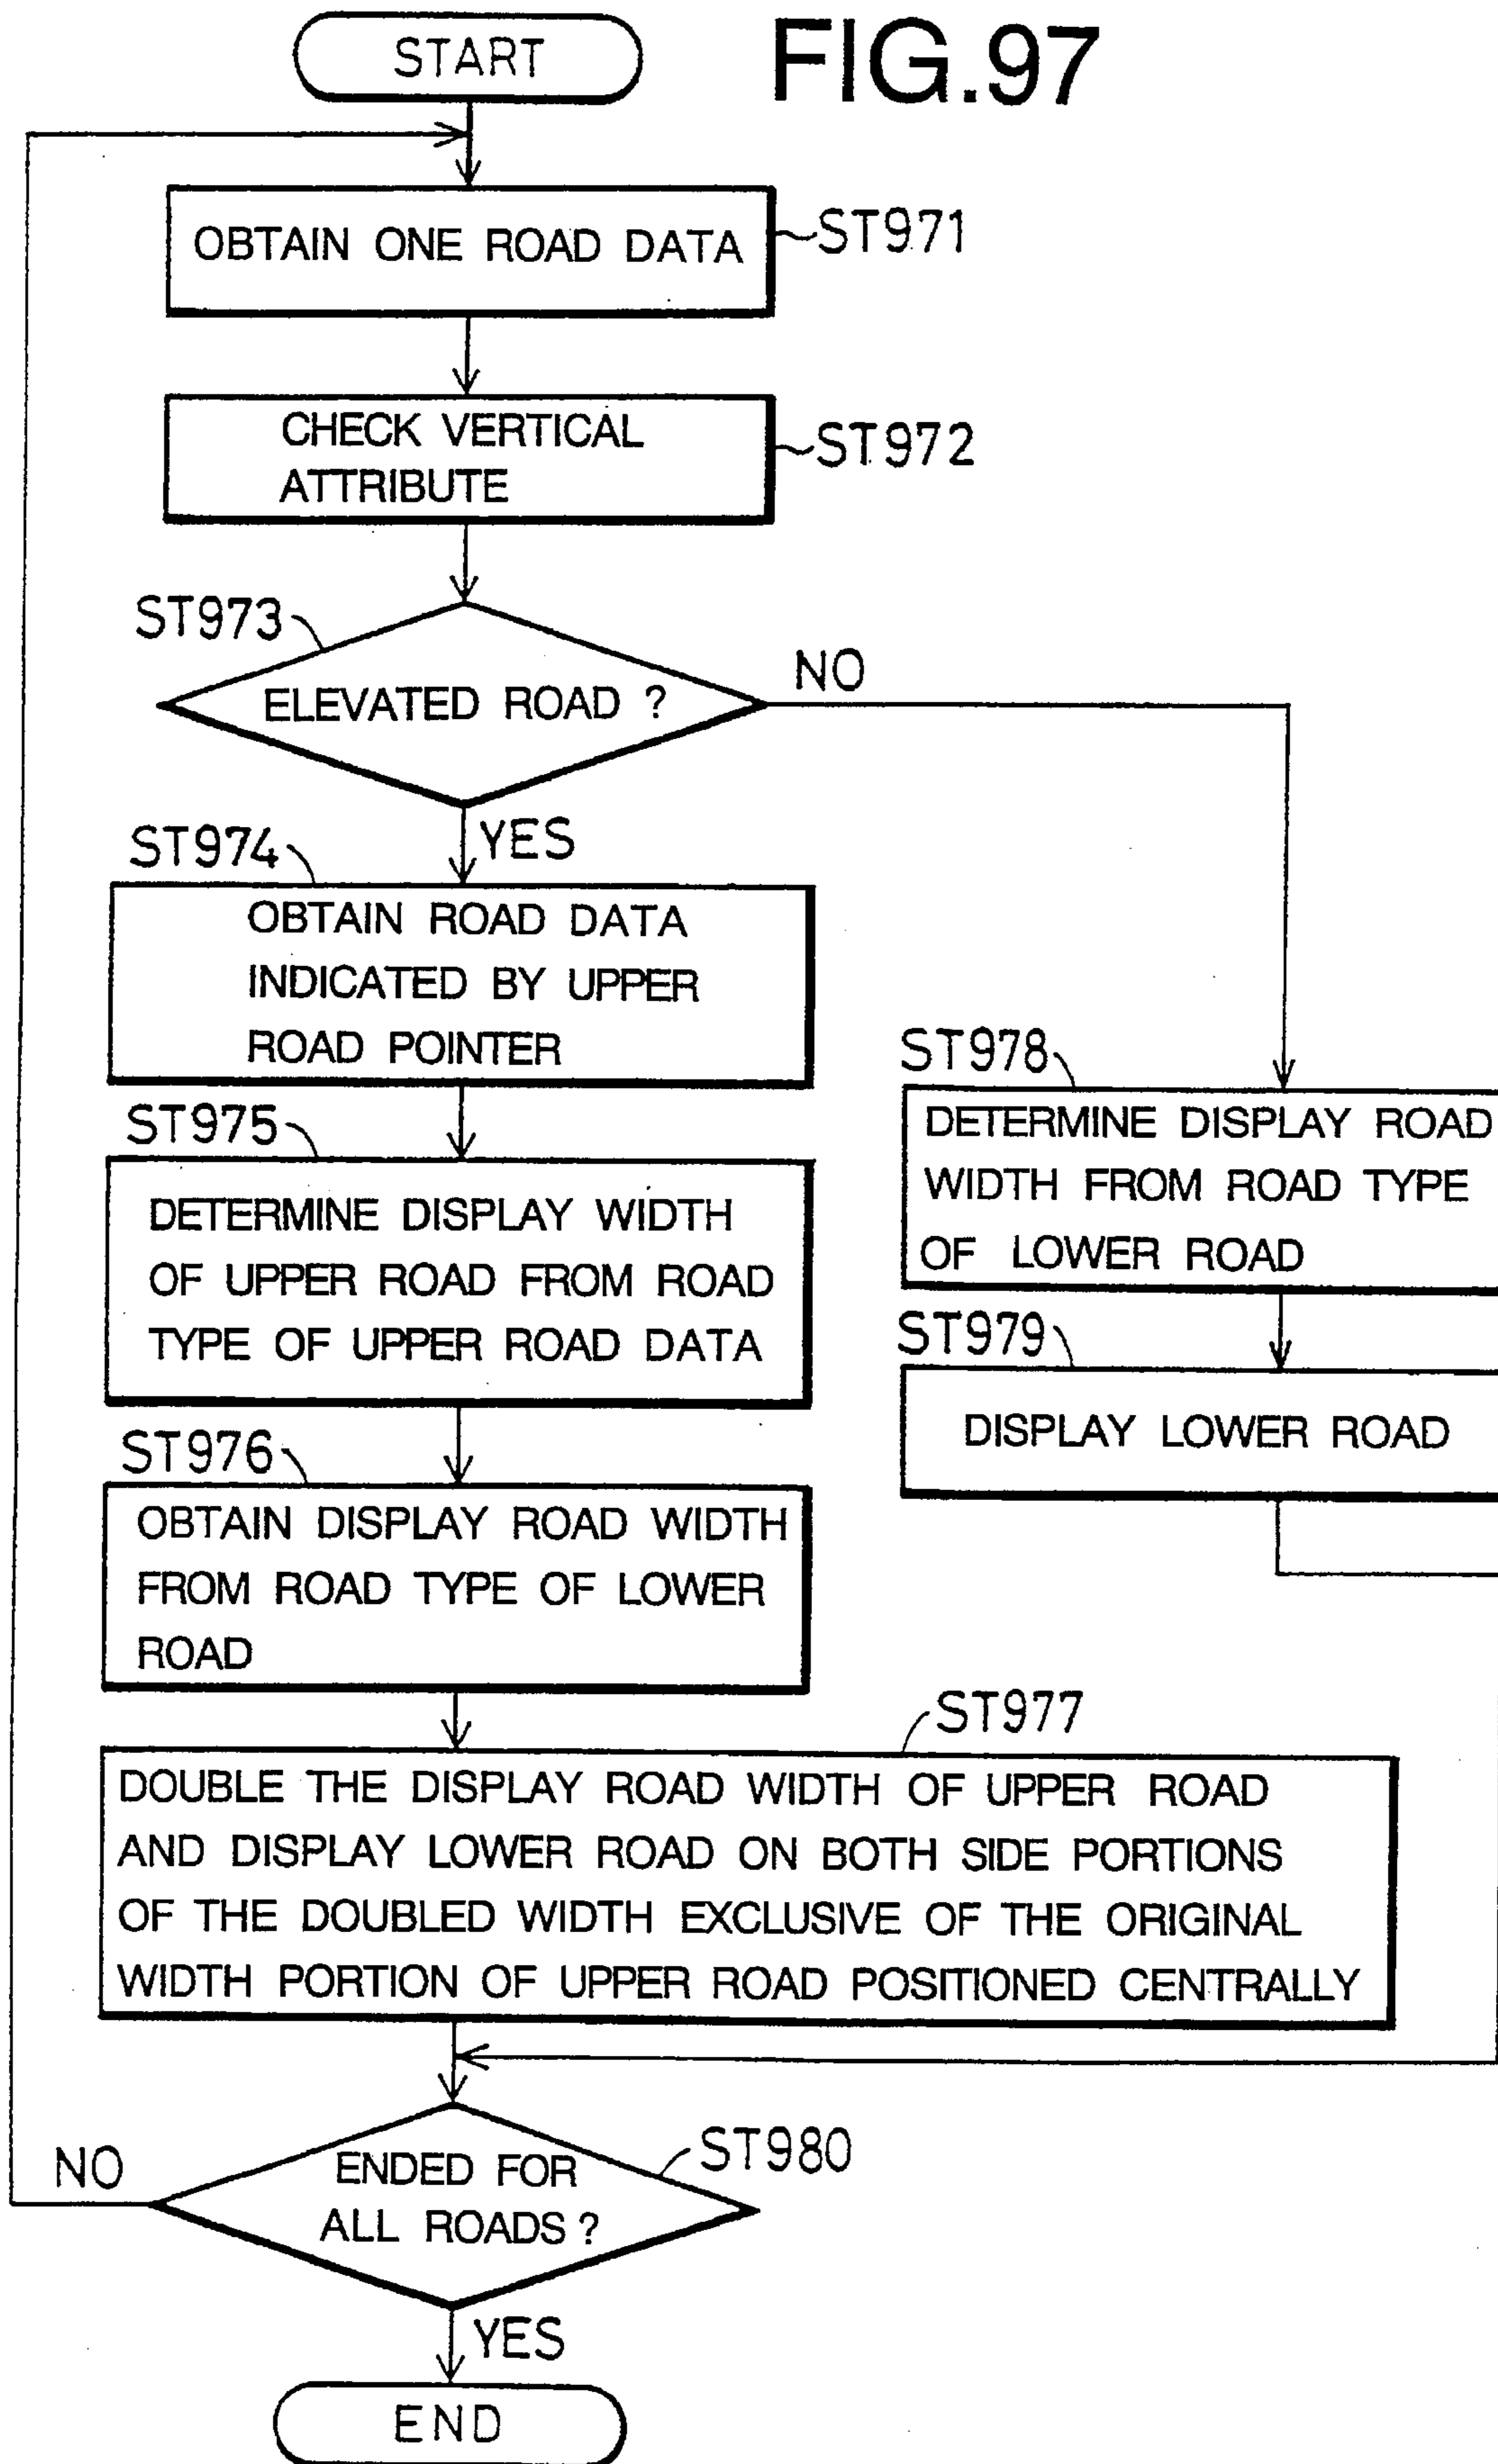 FIG.97
START
OBTAIN ONE ROAD DATA
ST971
CHECK VERTICAL
ATTRIBUTE
ST972
ST973
ELEVATED ROAD ?
NO
YES
ST974
OBTAIN ROAD DATA
INDICATED BY UPPER
ROAD POINTER
ST975
DETERMINE DISPLAY WIDTH
OF UPPER ROAD FROM ROAD
TYPE OF UPPER ROAD DATA
ST976
OBTAIN DISPLAY ROAD WIDTH
FROM ROAD TYPE OF LOWER
ROAD
ST978
DETERMINE DISPLAY ROAD
WIDTH FROM ROAD TYPE
OF LOWER ROAD
ST979
DISPLAY LOWER ROAD
ST977
DOUBLE THE DISPLAY ROAD WIDTH OF UPPER ROAD
AND DISPLAY LOWER ROAD ON BOTH SIDE PORTIONS
OF THE DOUBLED WIDTH EXCLUSIVE OF THE ORIGINAL
WIDTH PORTION OF UPPER ROAD POSITIONED CENTRALLY
NO
ENDED FOR
ALL ROADS ?
ST980
YES
END